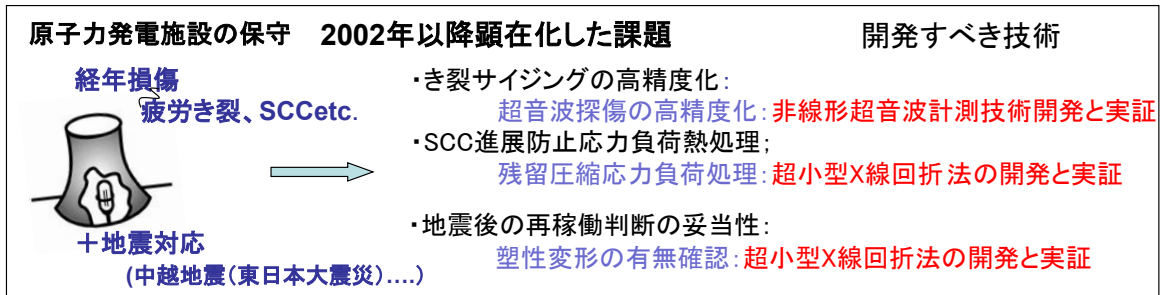 原子力発電施設の保守 2002年以降顕在化した課題 開発すべき技術
経年損傷
疲労き裂、SCCetc.
・き裂サイジングの高精度化:
超音波探傷の高精度化:非線形超音波計測技術開発と実証
・SCC進展防止応力負荷熱処理;
残留圧縮応力負荷処理:超小型X線回折法の開発と実証
・地震後の再稼働判断の妥当性:
塑性変形の有無確認:超小型X線回折法の開発と実証
+地震対応
(中越地震(東日本大震災)....)